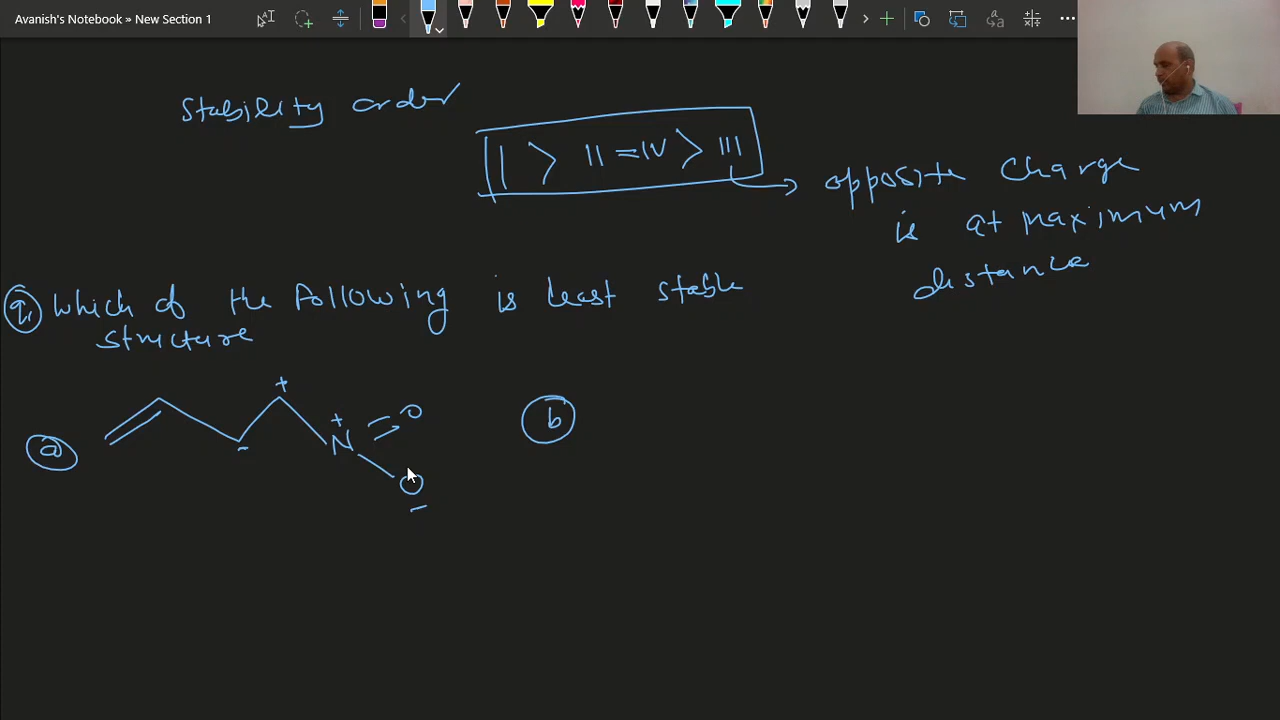 Avanish's Notebook » New Section 1
Stability order
I > II = IV > III
opposite charge
is at maximum
distance
q. Which of the following is least stable
structure
a
+
-
+
N
O
O
-
b